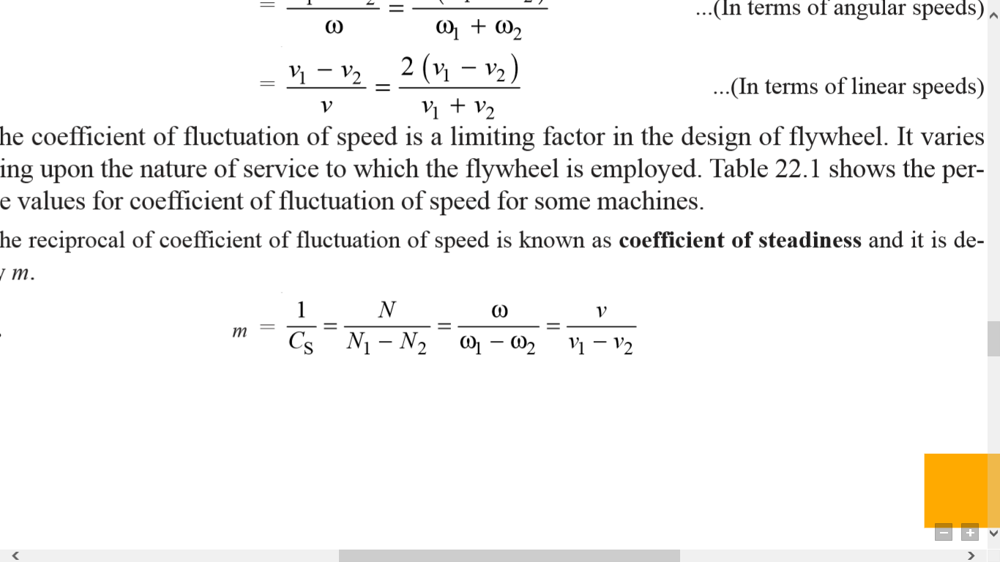 = ω = ω1 + ω2 ...(In terms of angular speeds)
= v1 − v2 / v = 2 (v1 − v2) / v1 + v2 ...(In terms of linear speeds)
he coefficient of fluctuation of speed is a limiting factor in the design of flywheel. It varies
ing upon the nature of service to which the flywheel is employed. Table 22.1 shows the per-
e values for coefficient of fluctuation of speed for some machines.
he reciprocal of coefficient of fluctuation of speed is known as coefficient of steadiness and it is de-
m.
m = 1 / CS = N / N1 − N2 = ω / ω1 − ω2 = v / v1 − v2